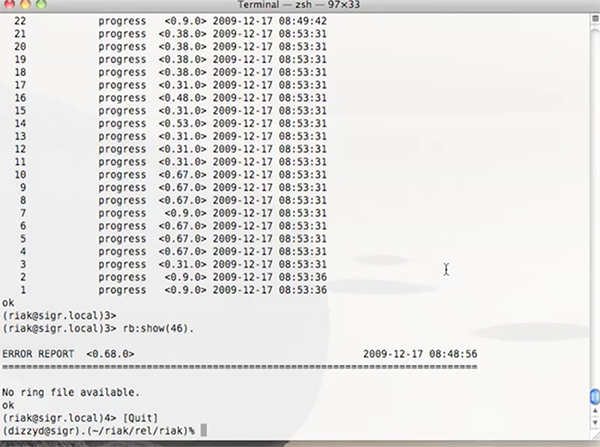 Terminal — zsh — 97×33
22 progress <0.9.0> 2009-12-17 08:49:42
21 progress <0.38.0> 2009-12-17 08:53:31
20 progress <0.38.0> 2009-12-17 08:53:31
19 progress <0.38.0> 2009-12-17 08:53:31
18 progress <0.38.0> 2009-12-17 08:53:31
17 progress <0.31.0> 2009-12-17 08:53:31
16 progress <0.48.0> 2009-12-17 08:53:31
15 progress <0.31.0> 2009-12-17 08:53:31
14 progress <0.53.0> 2009-12-17 08:53:31
13 progress <0.31.0> 2009-12-17 08:53:31
12 progress <0.31.0> 2009-12-17 08:53:31
11 progress <0.31.0> 2009-12-17 08:53:31
10 progress <0.67.0> 2009-12-17 08:53:31
9 progress <0.67.0> 2009-12-17 08:53:31
8 progress <0.67.0> 2009-12-17 08:53:31
7 progress <0.9.0> 2009-12-17 08:53:31
6 progress <0.67.0> 2009-12-17 08:53:31
5 progress <0.67.0> 2009-12-17 08:53:31
4 progress <0.67.0> 2009-12-17 08:53:31
3 progress <0.31.0> 2009-12-17 08:53:31
2 progress <0.9.0> 2009-12-17 08:53:36
1 progress <0.9.0> 2009-12-17 08:53:36
ok
(riak@sigr.local)3>
(riak@sigr.local)3> rb:show(46).
ERROR REPORT <0.68.0> 2009-12-17 08:48:56
===============================================================================
No ring file available.
ok
(riak@sigr.local)4> [Quit]
(dizzyd@sigr).(~/riak/rel/riak)%